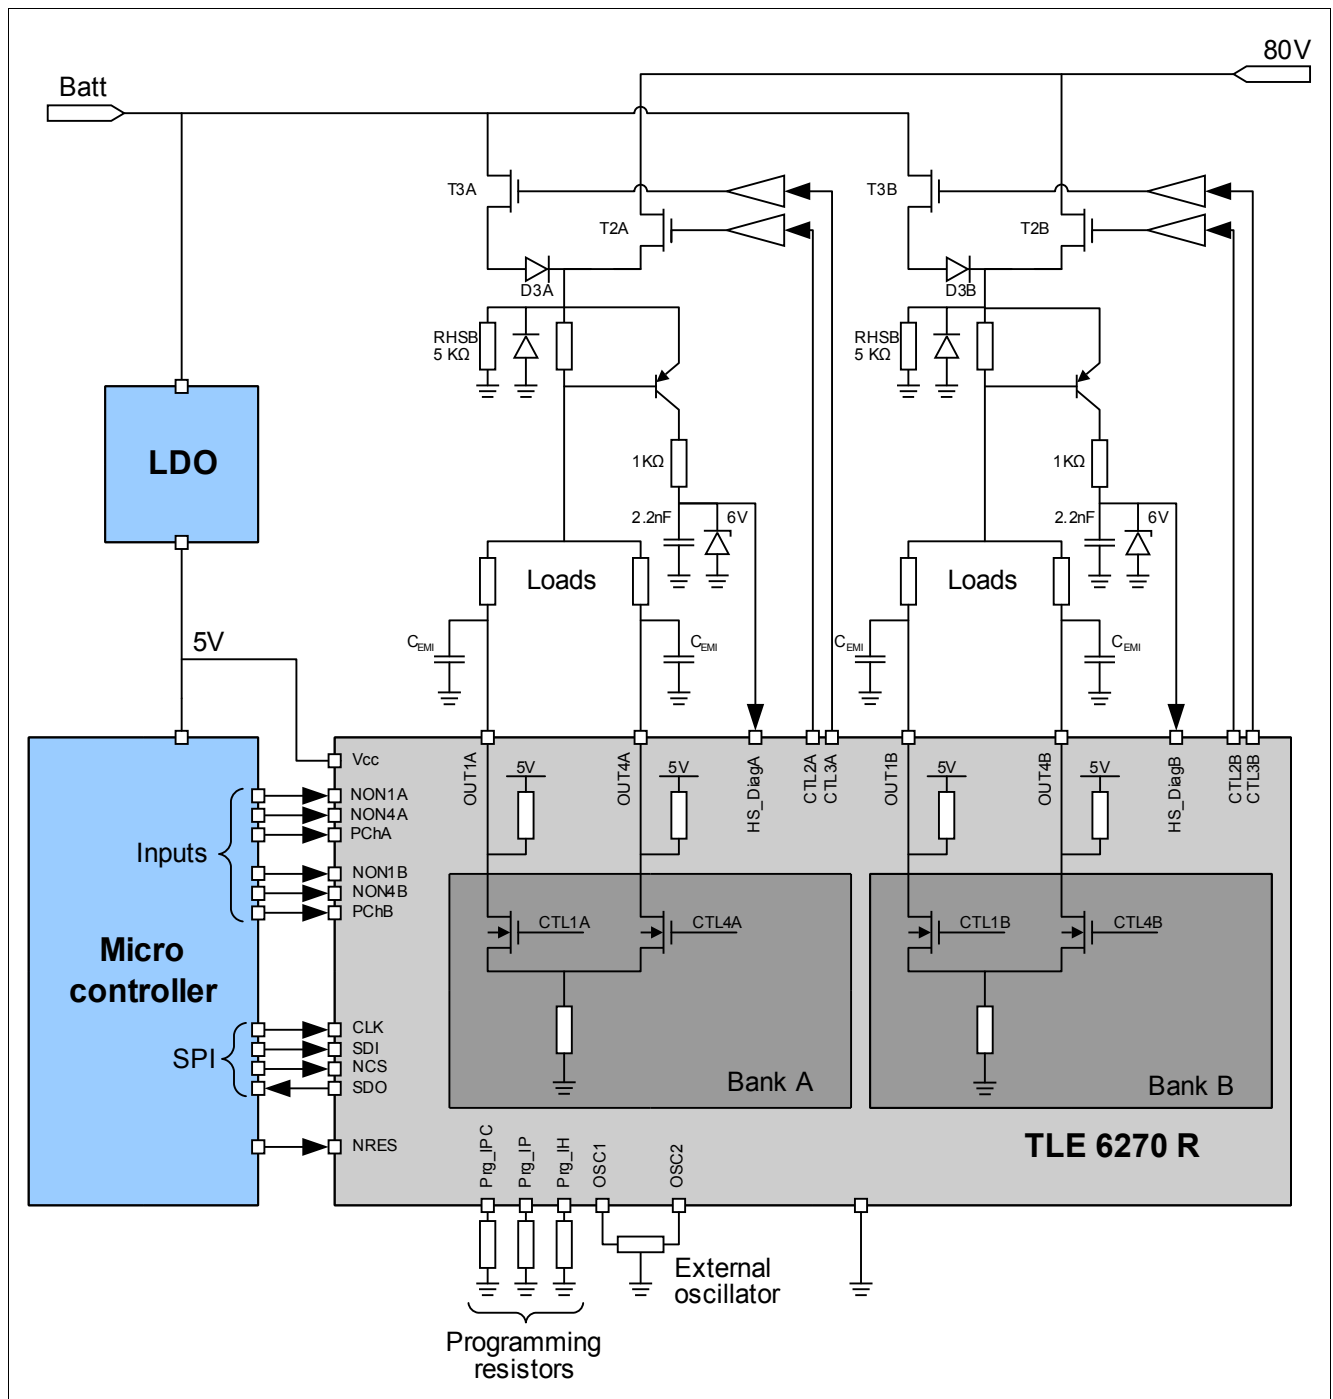 80V
Batt
T3A
T3B
T2A
T2B
D3A
D3B
RHSB
5 KΩ
RHSB
5 KΩ
LDO
1KΩ
1KΩ
2.2nF
6V
2.2nF
6V
Loads
Loads
5V
CEMI
CEMI
CEMI
CEMI
Vcc
NON1A
NON4A
PChA
Inputs
NON1B
NON4B
PChB
OUT1A
5V
OUT4A
5V
HS_DiagA
CTL2A
CTL3A
OUT1B
5V
OUT4B
5V
HS_DiagB
CTL2B
CTL3B
CTL1A
CTL4A
CTL1B
CTL4B
Micro
controller
CLK
SDI
SPI
NCS
SDO
Bank A
Bank B
NRES
TLE 6270 R
Prg_IPC
Prg_IP
Prg_IH
OSC1
OSC2
External
oscillator
Programming
resistors